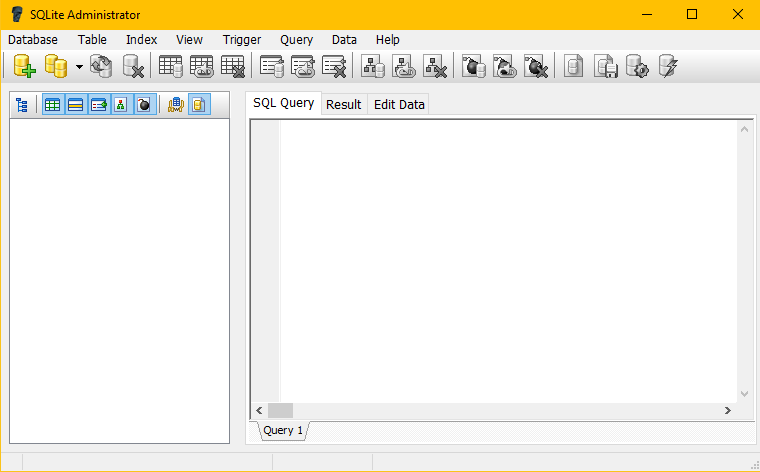 SQLite Administrator
Database Table Index View Trigger Query Data Help
SQL Query Result Edit Data
Query 1